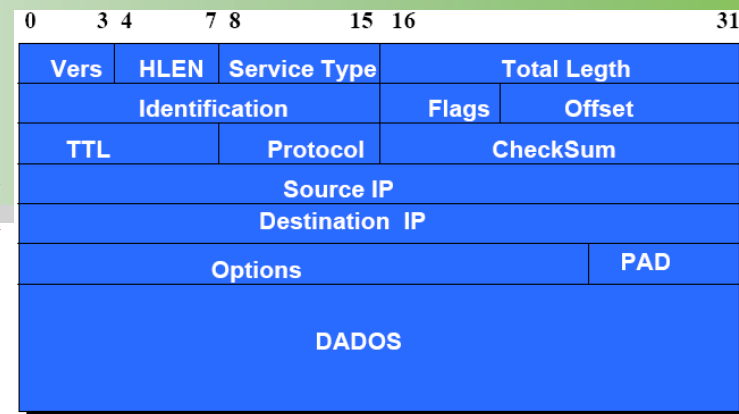 0 3 4 7 8 15 16 31
Vers HLEN Service Type Total Legth
Identification Flags Offset
TTL Protocol CheckSum
Source IP
Destination IP
Options PAD
DADOS